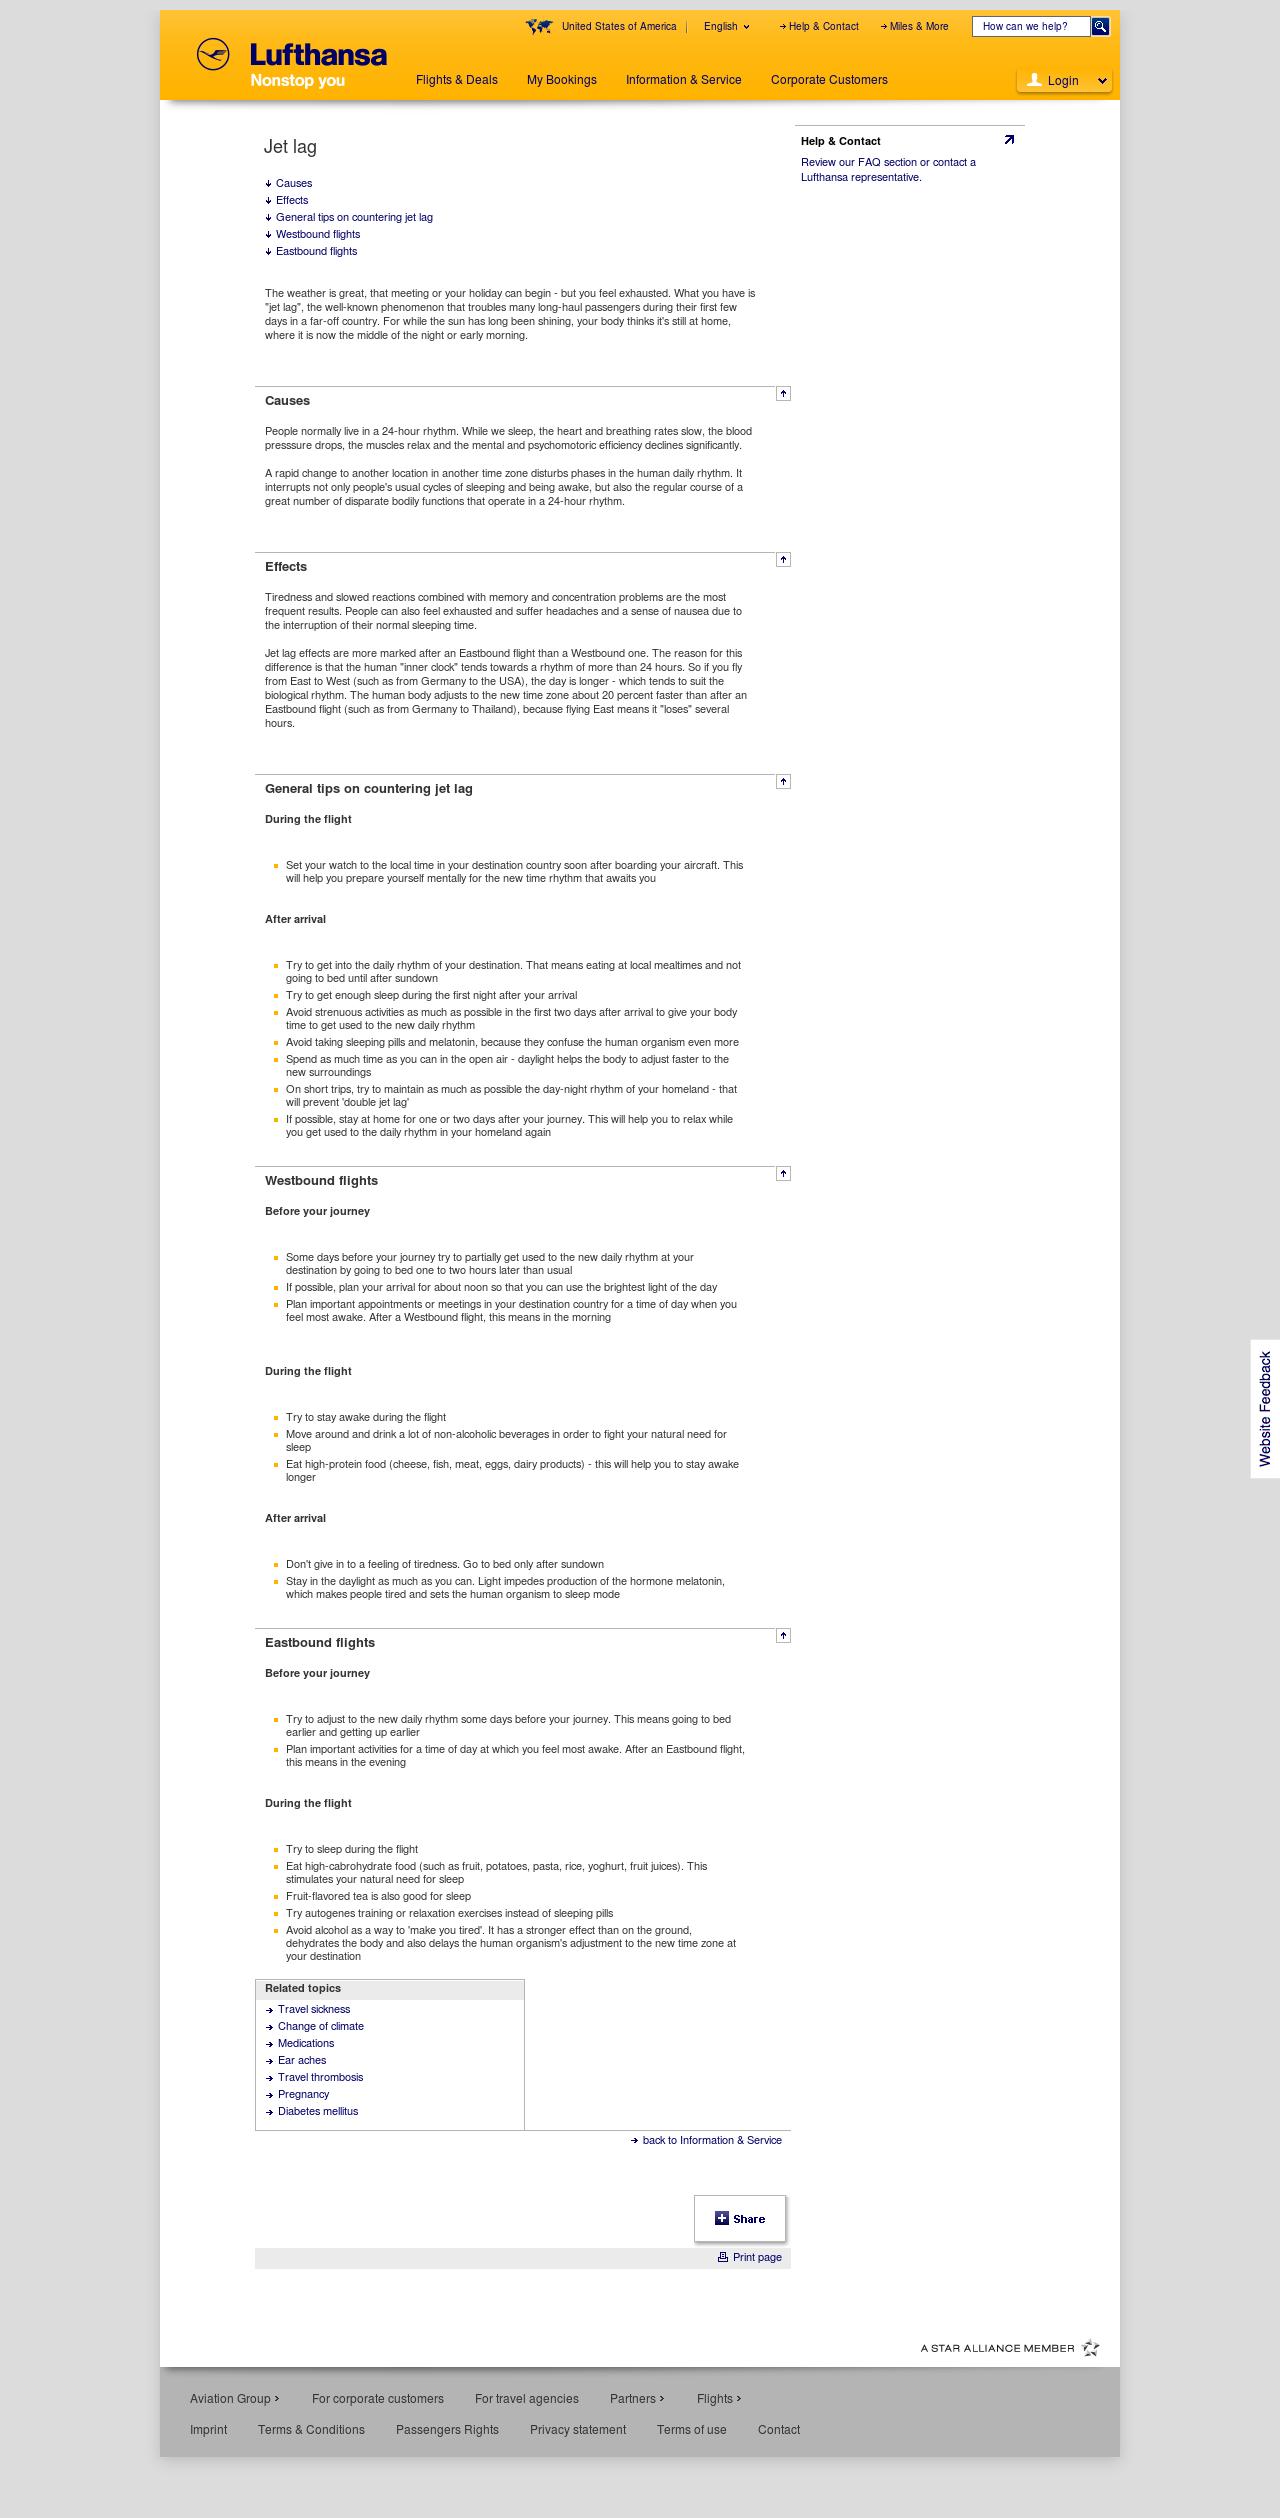 United States of America
English
Help & Contact
Miles & More
How can we help?
Lufthansa
Nonstop you
Flights & Deals
My Bookings
Information & Service
Corporate Customers
Login
Jet lag
Causes
Effects
General tips on countering jet lag
Westbound flights
Eastbound flights
Help & Contact
Review our FAQ section or contact a
Lufthansa representative.
The weather is great, that meeting or your holiday can begin - but you feel exhausted. What you have is
"jet lag", the well-known phenomenon that troubles many long-haul passengers during their first few
days in a far-off country. For while the sun has long been shining, your body thinks it's still at home,
where it is now the middle of the night or early morning.
Causes
People normally live in a 24-hour rhythm. While we sleep, the heart and breathing rates slow, the blood
presssure drops, the muscles relax and the mental and psychomotoric efficiency declines significantly.
A rapid change to another location in another time zone disturbs phases in the human daily rhythm. It
interrupts not only people's usual cycles of sleeping and being awake, but also the regular course of a
great number of disparate bodily functions that operate in a 24-hour rhythm.
Effects
Tiredness and slowed reactions combined with memory and concentration problems are the most
frequent results. People can also feel exhausted and suffer headaches and a sense of nausea due to
the interruption of their normal sleeping time.
Jet lag effects are more marked after an Eastbound flight than a Westbound one. The reason for this
difference is that the human "inner clock" tends towards a rhythm of more than 24 hours. So if you fly
from East to West (such as from Germany to the USA), the day is longer - which tends to suit the
biological rhythm. The human body adjusts to the new time zone about 20 percent faster than after an
Eastbound flight (such as from Germany to Thailand), because flying East means it "loses" several
hours.
General tips on countering jet lag
During the flight
Set your watch to the local time in your destination country soon after boarding your aircraft. This
will help you prepare yourself mentally for the new time rhythm that awaits you
After arrival
Try to get into the daily rhythm of your destination. That means eating at local mealtimes and not
going to bed until after sundown
Try to get enough sleep during the first night after your arrival
Avoid strenuous activities as much as possible in the first two days after arrival to give your body
time to get used to the new daily rhythm
Avoid taking sleeping pills and melatonin, because they confuse the human organism even more
Spend as much time as you can in the open air - daylight helps the body to adjust faster to the
new surroundings
On short trips, try to maintain as much as possible the day-night rhythm of your homeland - that
will prevent 'double jet lag'
If possible, stay at home for one or two days after your journey. This will help you to relax while
you get used to the daily rhythm in your homeland again
Westbound flights
Before your journey
Some days before your journey try to partially get used to the new daily rhythm at your
destination by going to bed one to two hours later than usual
If possible, plan your arrival for about noon so that you can use the brightest light of the day
Plan important appointments or meetings in your destination country for a time of day when you
feel most awake. After a Westbound flight, this means in the morning
During the flight
Try to stay awake during the flight
Move around and drink a lot of non-alcoholic beverages in order to fight your natural need for
sleep
Eat high-protein food (cheese, fish, meat, eggs, dairy products) - this will help you to stay awake
longer
After arrival
Don't give in to a feeling of tiredness. Go to bed only after sundown
Stay in the daylight as much as you can. Light impedes production of the hormone melatonin,
which makes people tired and sets the human organism to sleep mode
Website Feedback
Eastbound flights
Before your journey
Try to adjust to the new daily rhythm some days before your journey. This means going to bed
earlier and getting up earlier
Plan important activities for a time of day at which you feel most awake. After an Eastbound flight,
this means in the evening
During the flight
Try to sleep during the flight
Eat high-cabrohydrate food (such as fruit, potatoes, pasta, rice, yoghurt, fruit juices). This
stimulates your natural need for sleep
Fruit-flavored tea is also good for sleep
Try autogenes training or relaxation exercises instead of sleeping pills
Avoid alcohol as a way to 'make you tired'. It has a stronger effect than on the ground,
dehydrates the body and also delays the human organism's adjustment to the new time zone at
your destination
Related topics
Travel sickness
Change of climate
Medications
Ear aches
Travel thrombosis
Pregnancy
Diabetes mellitus
back to Information & Service
Share
Print page
A STAR ALLIANCE MEMBER
Aviation Group
For corporate customers
For travel agencies
Partners
Flights
Imprint
Terms & Conditions
Passengers Rights
Privacy statement
Terms of use
Contact